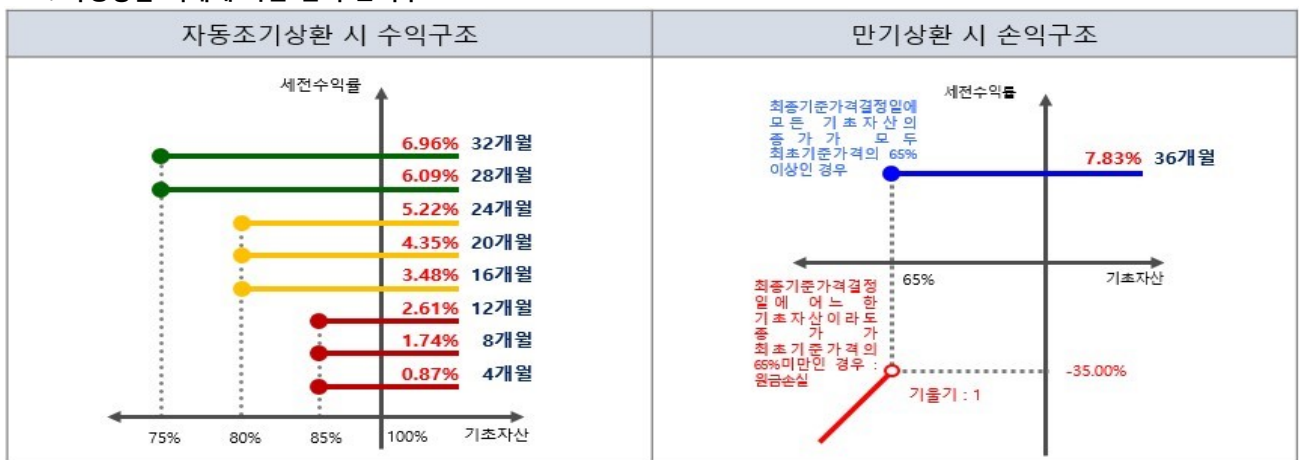 자동조기상환 시 수익구조
만기상환 시 손익구조
세전수익률
6.96% 32개월
6.09% 28개월
5.22% 24개월
4.35% 20개월
3.48% 16개월
2.61% 12개월
1.74% 8개월
0.87% 4개월
75% 80% 85% 100% 기초자산
세전수익률
최종기준가격결정일에
모든 기초자산의
종가가 모두
최초기준가격의 65%
이상인 경우
7.83% 36개월
65%
기초자산
최종기준가격결정
일에 어느 한
기초자산이라도
종가가
최초기준가격의
65%미만인 경우 :
원금손실
-35.00%
기울기 : 1